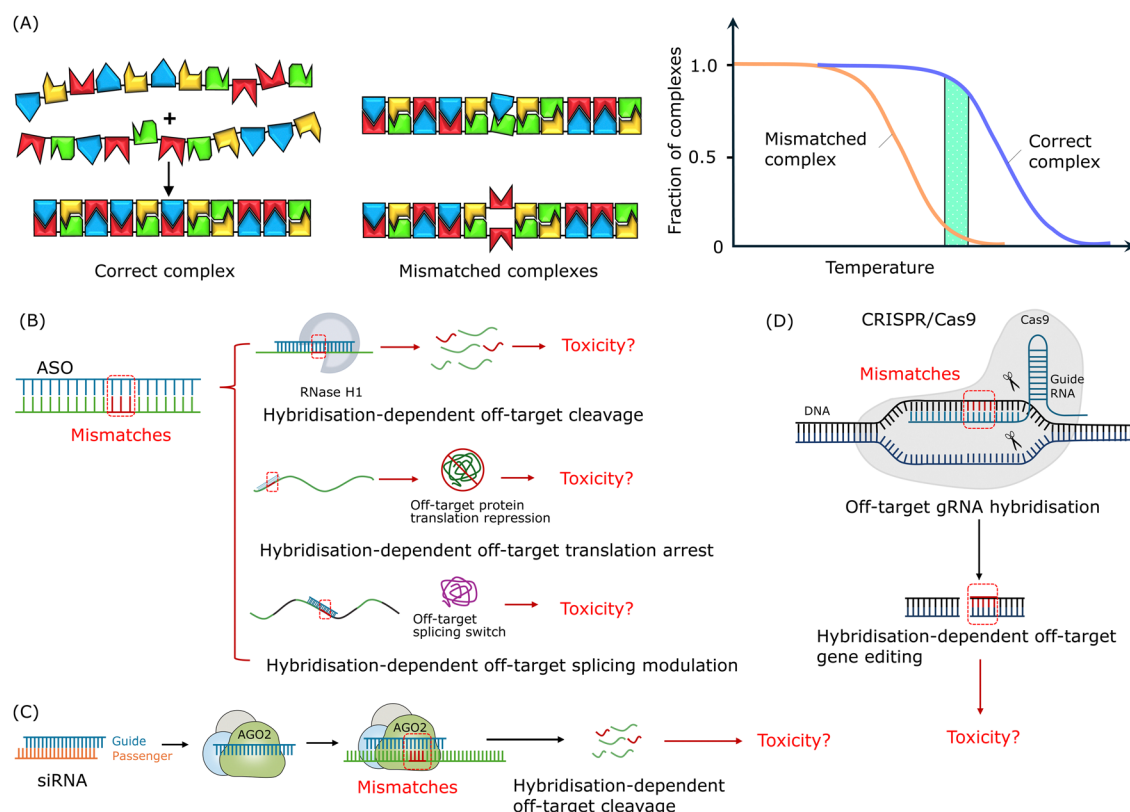 (A)
+
Correct complex
Mismatched complexes
Fraction of complexes
1.0
0.5
0
Mismatched
complex
Correct
complex
Temperature
(B)
ASO
Mismatches
RNase H1
Toxicity?
Hybridisation-dependent off-target cleavage
Off-target protein
translation repression
Toxicity?
Hybridisation-dependent off-target translation arrest
Off-target
splicing switch
Toxicity?
Hybridisation-dependent off-target splicing modulation
(D)
CRISPR/Cas9
Cas9
Mismatches
Guide
RNA
DNA
Off-target gRNA hybridisation
Hybridisation-dependent off-target
gene editing
Toxicity?
(C)
Guide
Passenger
siRNA
AGO2
AGO2
Mismatches
Hybridisation-dependent
off-target cleavage
Toxicity?